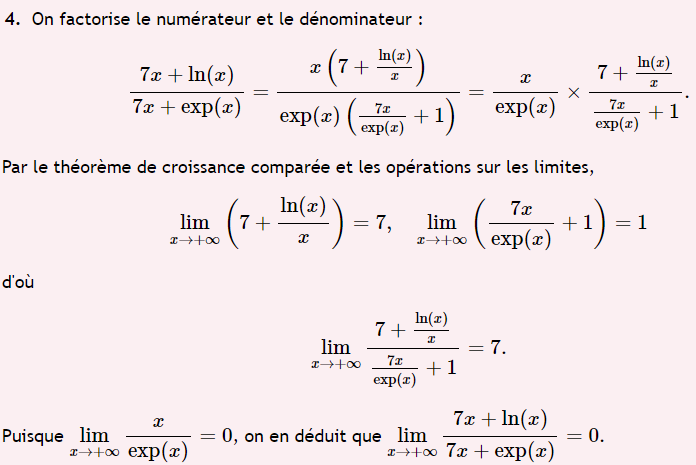 4. On factorise le numérateur et le dénominateur :
\frac{7x + \ln(x)}{7x + \exp(x)} = \frac{x \left( 7 + \frac{\ln(x)}{x} \right)}{\exp(x) \left( \frac{7x}{\exp(x)} + 1 \right)} = \frac{x}{\exp(x)} \times \frac{7 + \frac{\ln(x)}{x}}{\frac{7x}{\exp(x)} + 1}.
Par le théorème de croissance comparée et les opérations sur les limites,
\lim_{x \to +\infty} \left( 7 + \frac{\ln(x)}{x} \right) = 7, \quad \lim_{x \to +\infty} \left( \frac{7x}{\exp(x)} + 1 \right) = 1
d'où
\lim_{x \to +\infty} \frac{7 + \frac{\ln(x)}{x}}{\frac{7x}{\exp(x)} + 1} = 7.
Puisque \lim_{x \to +\infty} \frac{x}{\exp(x)} = 0, on en déduit que \lim_{x \to +\infty} \frac{7x + \ln(x)}{7x + \exp(x)} = 0.